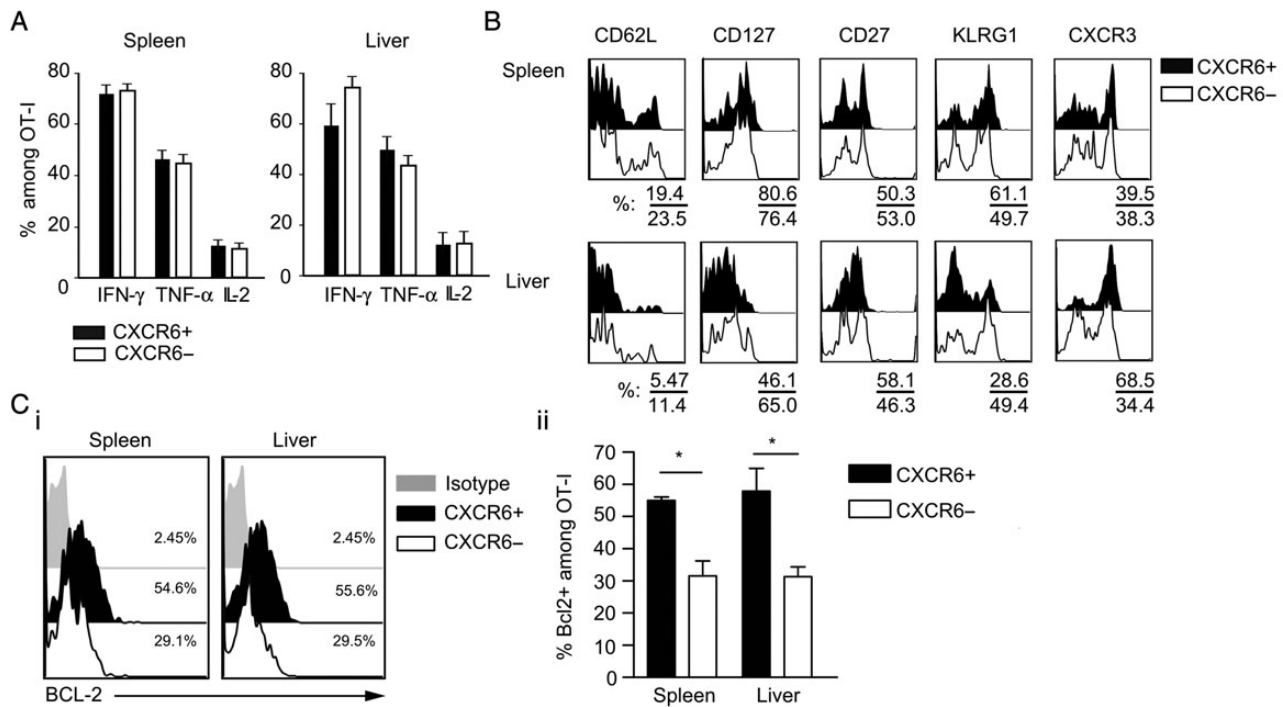 A
Spleen
Liver
% among OT-I
80
60
40
20
0
IFN-γ TNF-α IL-2
80
60
40
20
0
IFN-γ TNF-α IL-2
CXCR6+
CXCR6–
B
CD62L CD127 CD27 KLRG1 CXCR3
Spleen
CXCR6+
CXCR6–
%: 19.4 80.6 50.3 61.1 39.5
23.5 76.4 53.0 49.7 38.3
Liver
%: 5.47 46.1 58.1 28.6 68.5
11.4 65.0 46.3 49.4 34.4
C
i
Spleen Liver
2.45% 2.45%
54.6% 55.6%
29.1% 29.5%
BCL-2
Isotype
CXCR6+
CXCR6–
ii
% Bcl2+ among OT-I
70
60
50
40
30
20
10
0
* *
Spleen Liver
CXCR6+
CXCR6–